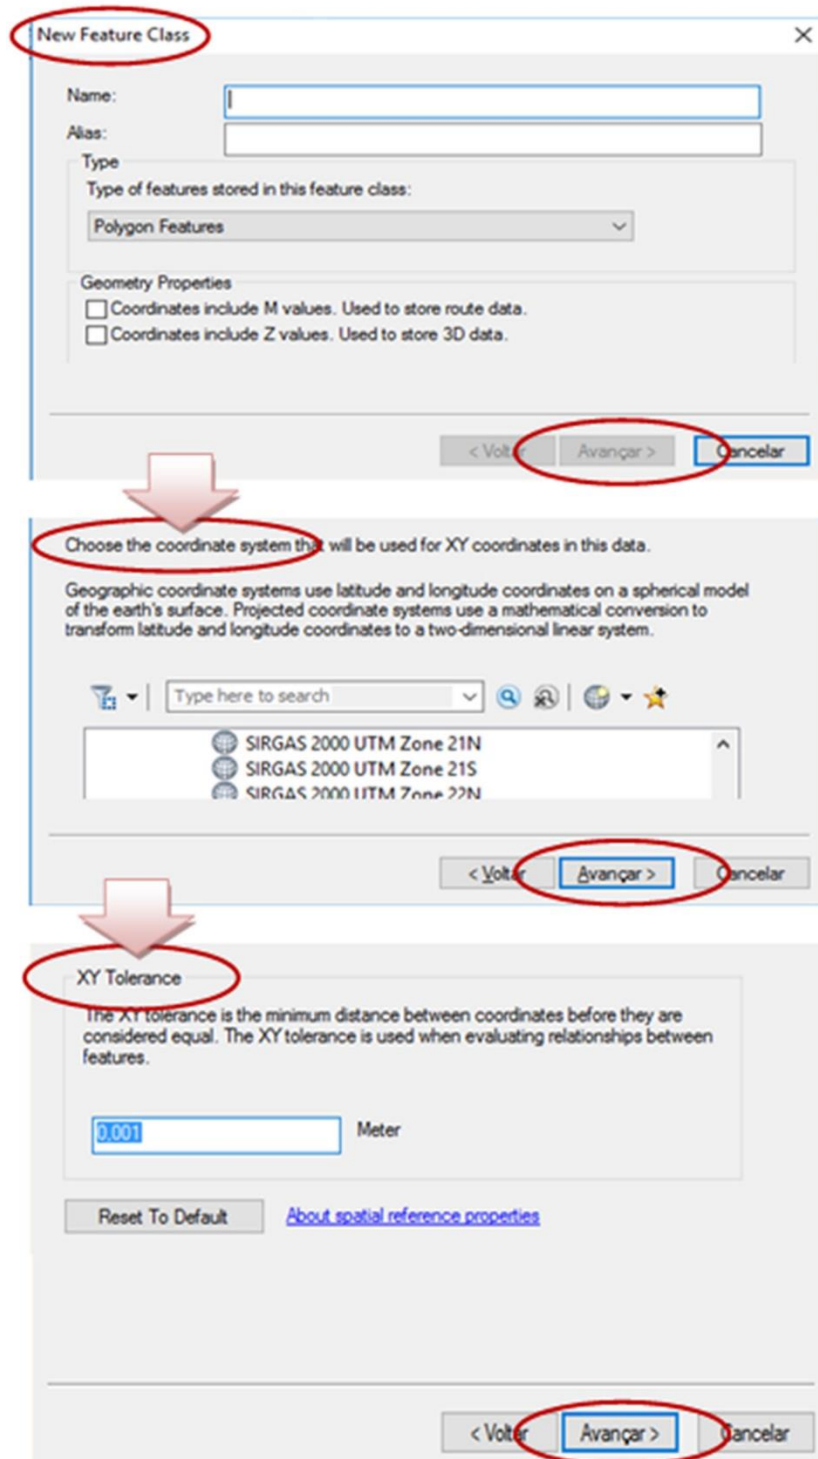 New Feature Class
Name:
Alias:
Type
Type of features stored in this feature class:
Polygon Features
Geometry Properties
Coordinates include M values. Used to store route data.
Coordinates include Z values. Used to store 3D data.
< Voltar Avançar > Cancelar
Choose the coordinate system that will be used for XY coordinates in this data.
Geographic coordinate systems use latitude and longitude coordinates on a spherical model
of the earth's surface. Projected coordinate systems use a mathematical conversion to
transform latitude and longitude coordinates to a two-dimensional linear system.
Type here to search
SIRGAS 2000 UTM Zone 21N
SIRGAS 2000 UTM Zone 21S
SIRGAS 2000 UTM Zone 22N
< Voltar Avançar > Cancelar
XY Tolerance
The XY tolerance is the minimum distance between coordinates before they are
considered equal. The XY tolerance is used when evaluating relationships between
features.
0,001 Meter
Reset To Default About spatial reference properties
< Voltar Avançar > Cancelar